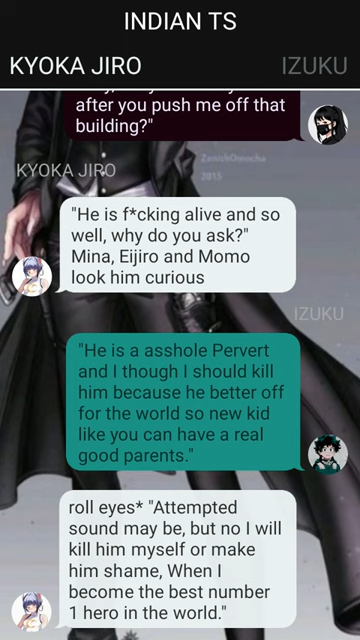 INDIAN TS
KYOKA JIRO
IZUKU
after you push me off that
building?"
ZenithOmocha
2015
KYOKA JIRO
"He is f*cking alive and so
well, why do you ask?"
Mina, Eijiro and Momo
look him curious
IZUKU
"He is a asshole Pervert
and I though I should kill
him because he better off
for the world so new kid
like you can have a real
good parents."
roll eyes* "Attempted
sound may be, but no I will
kill him myself or make
him shame, When I
become the best number
1 hero in the world."